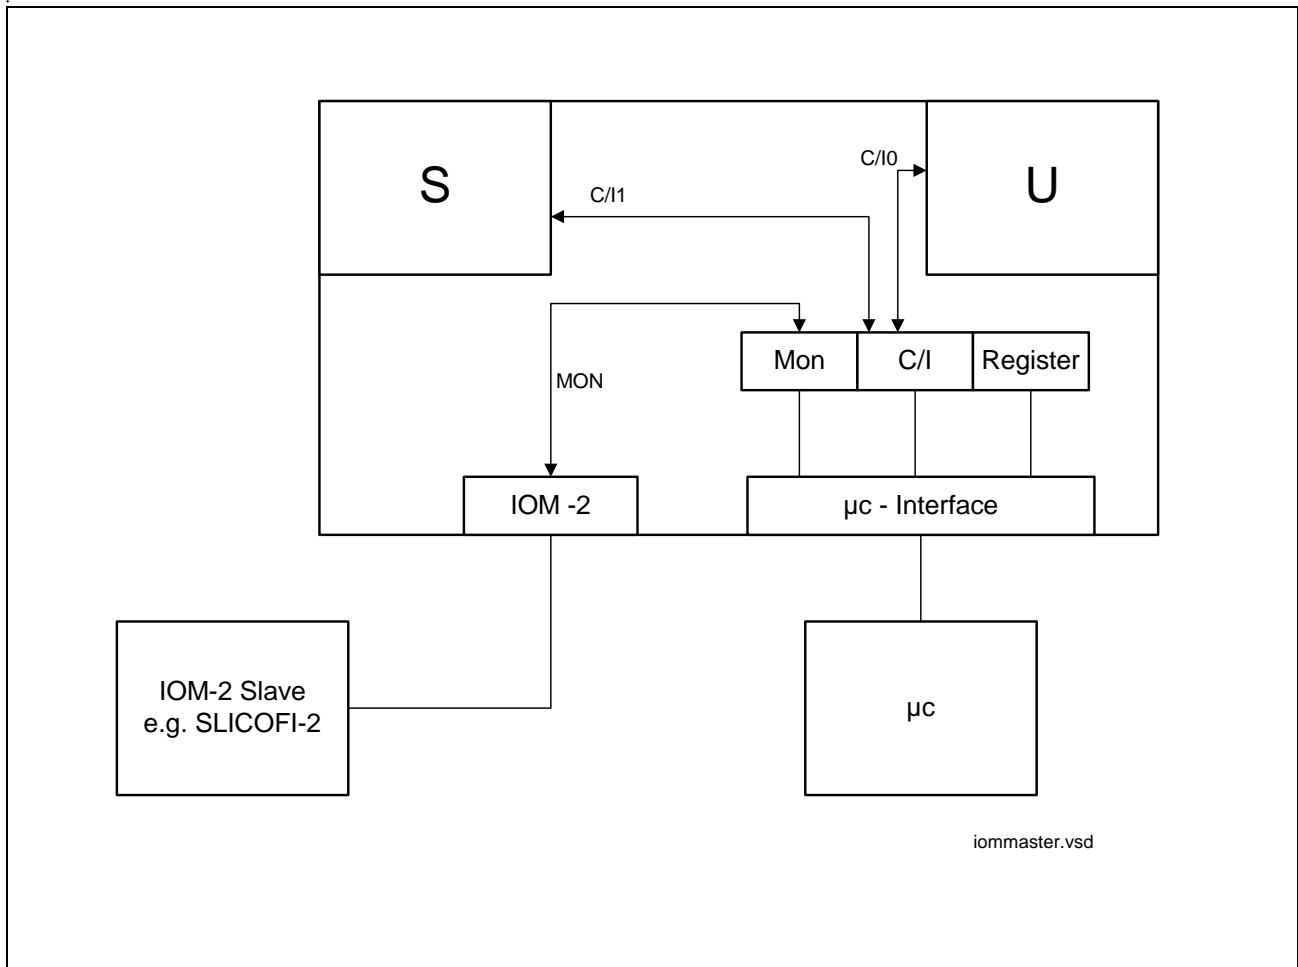 C/I0
S
U
C/I1
Mon
C/I
Register
MON
IOM -2
µc - Interface
IOM-2 Slave
e.g. SLICOFI-2
µc
iommaster.vsd